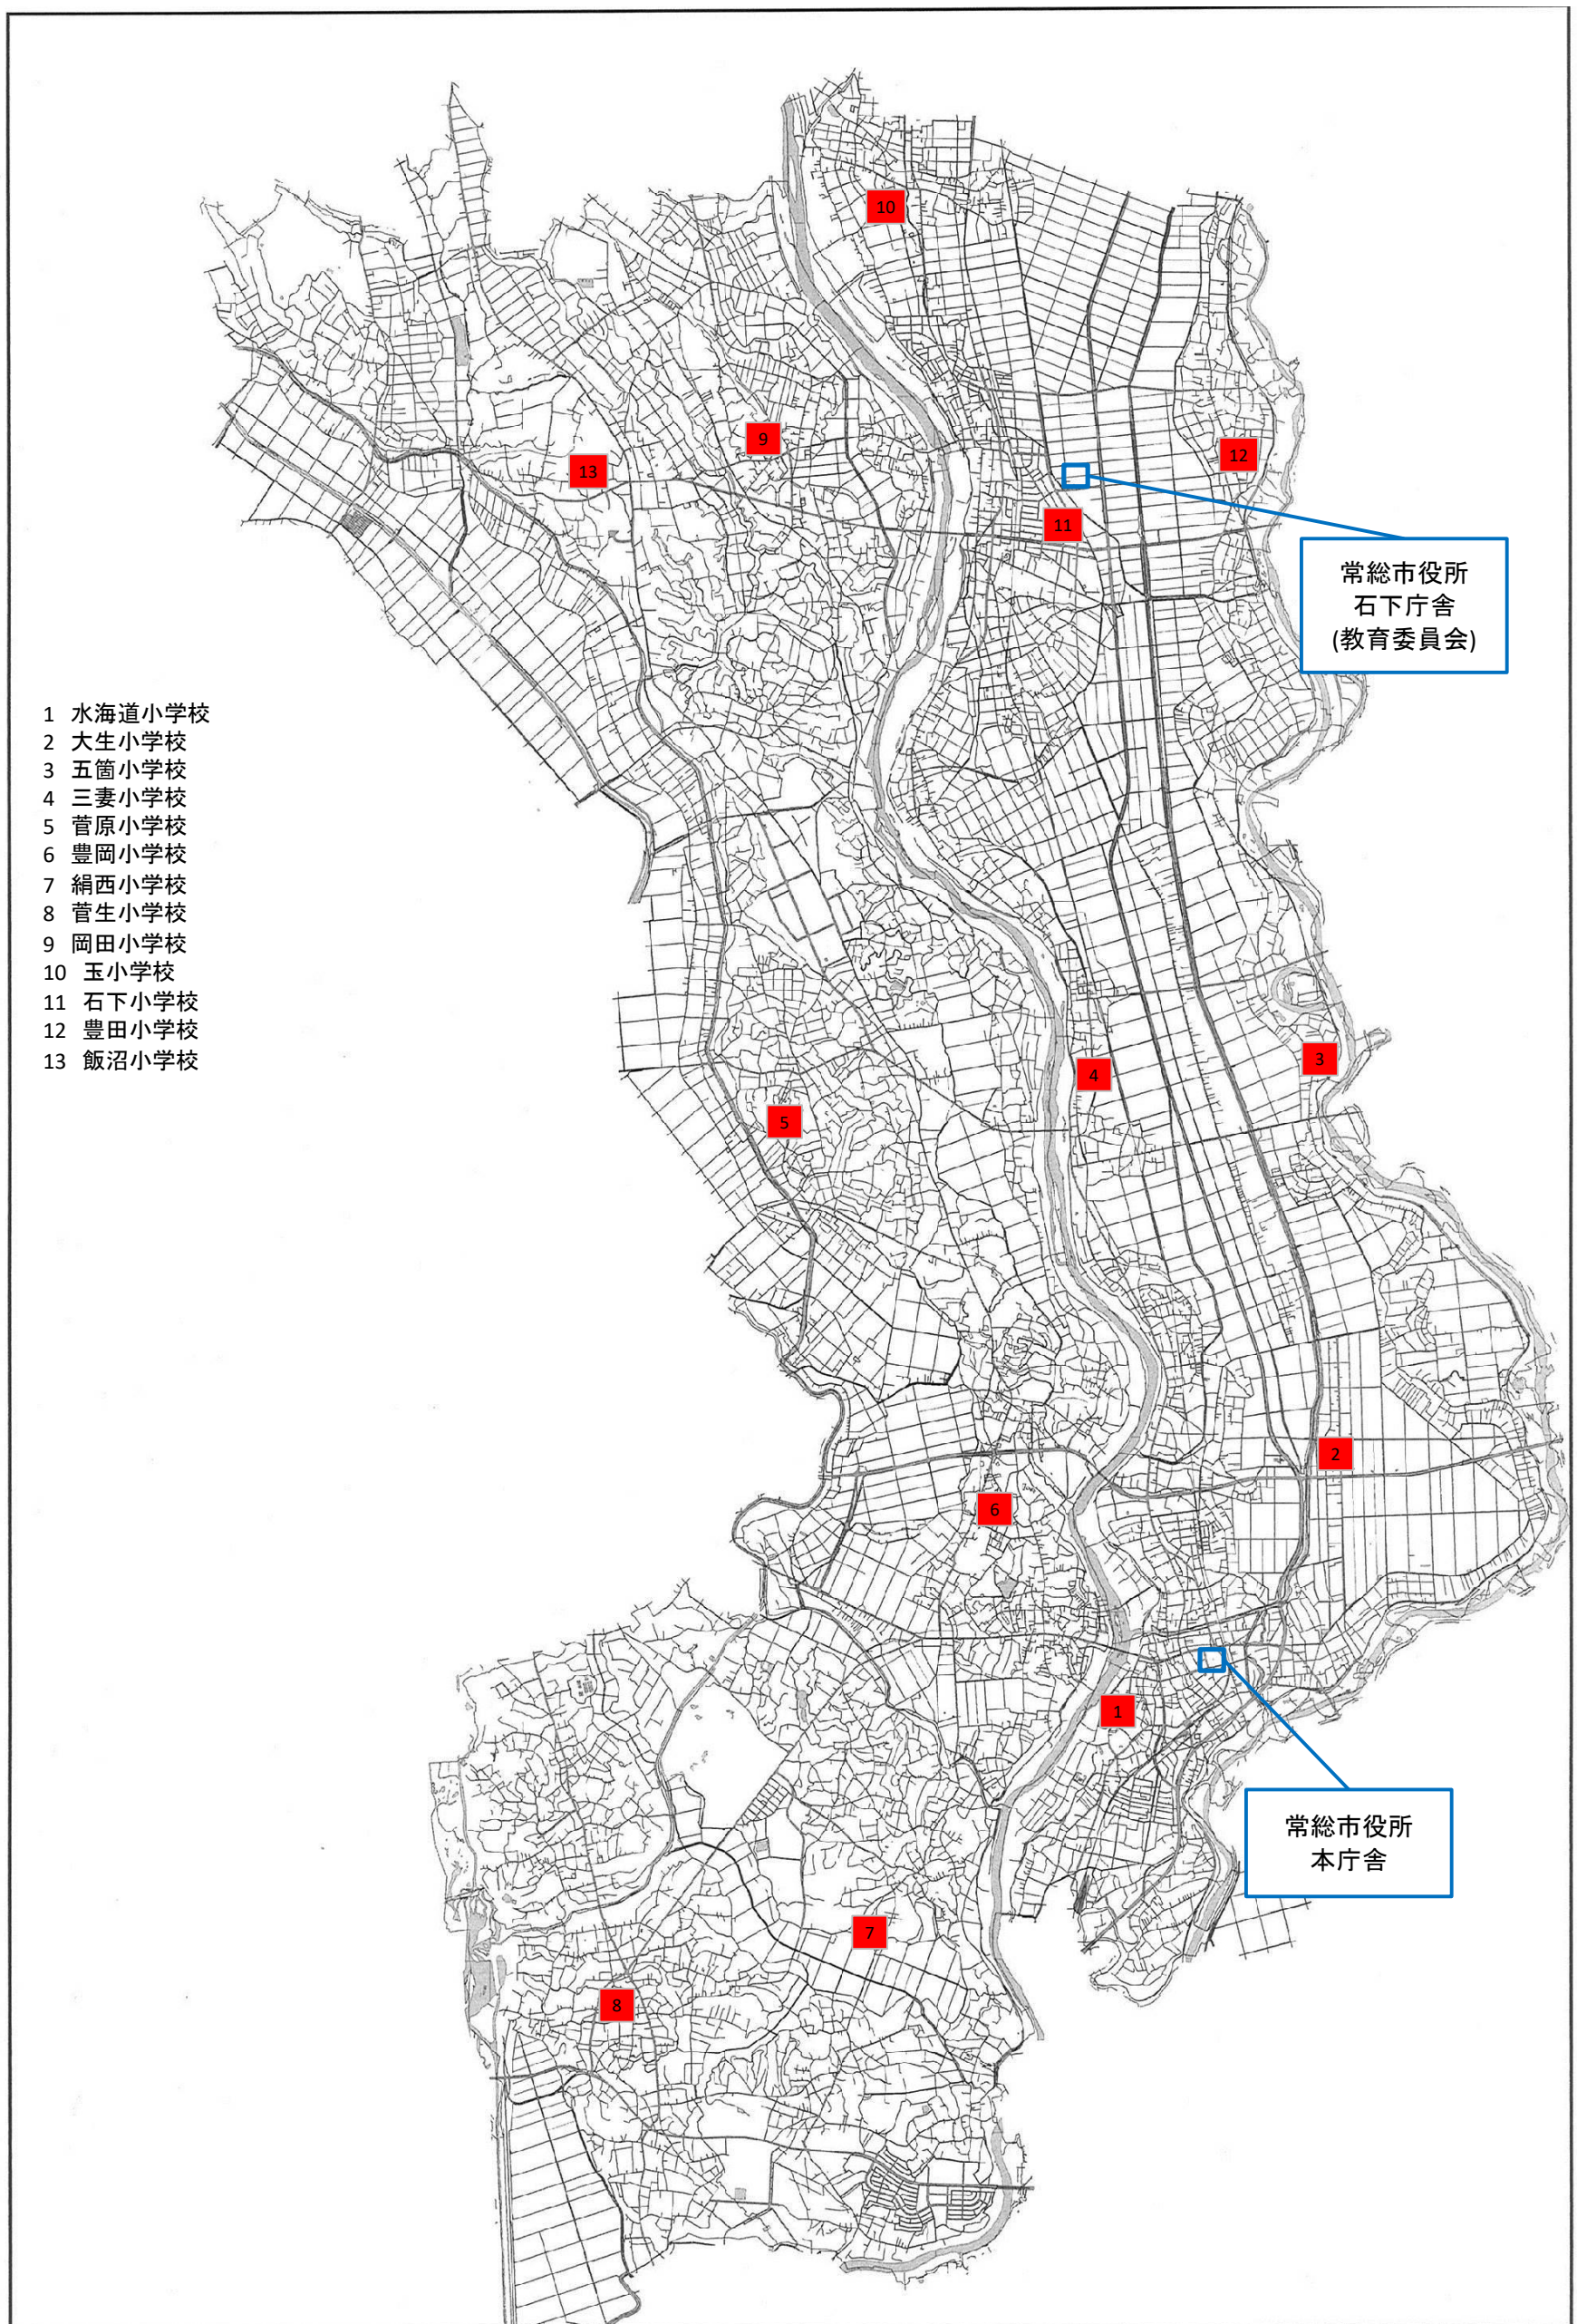 10
9
13
12
11
常総市役所
石下庁舎
(教育委員会)
1 水海道小学校
2 大生小学校
3 五箇小学校
4 三妻小学校
5 菅原小学校
6 豊岡小学校
7 絹西小学校
8 菅生小学校
9 岡田小学校
10 玉小学校
11 石下小学校
12 豊田小学校
13 飯沼小学校
3
4
5
2
6
1
常総市役所
本庁舎
7
8